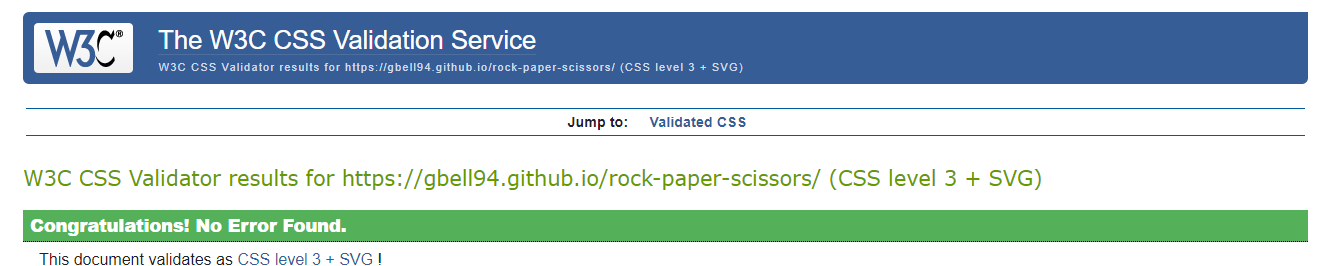 W3C®
The W3C CSS Validation Service
W3C CSS Validator results for https://gbell94.github.io/rock-paper-scissors/ (CSS level 3 + SVG)
Jump to: Validated CSS
W3C CSS Validator results for https://gbell94.github.io/rock-paper-scissors/ (CSS level 3 + SVG)
Congratulations! No Error Found.
This document validates as CSS level 3 + SVG !